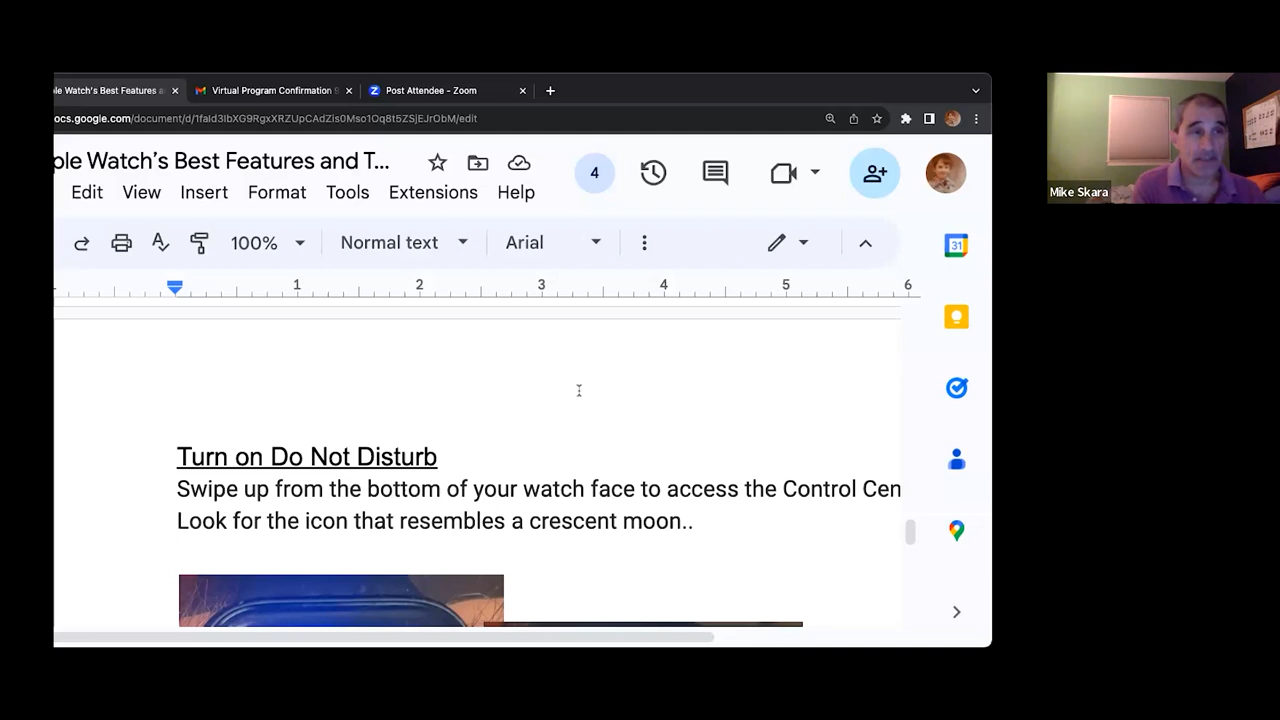 ple Watch's Best Features a
Virtual Program Confirmation S
Post Attendee - Zoom
ocs.google.com/document/d/
/edit
ple Watch's Best Features and T...
4
Edit View Insert Format Tools Extensions Help
100% Normal text Arial
1 2 3 4 5 6
31
Turn on Do Not Disturb
Swipe up from the bottom of your watch face to access the Control Cen
Look for the icon that resembles a crescent moon..
Mike Skara